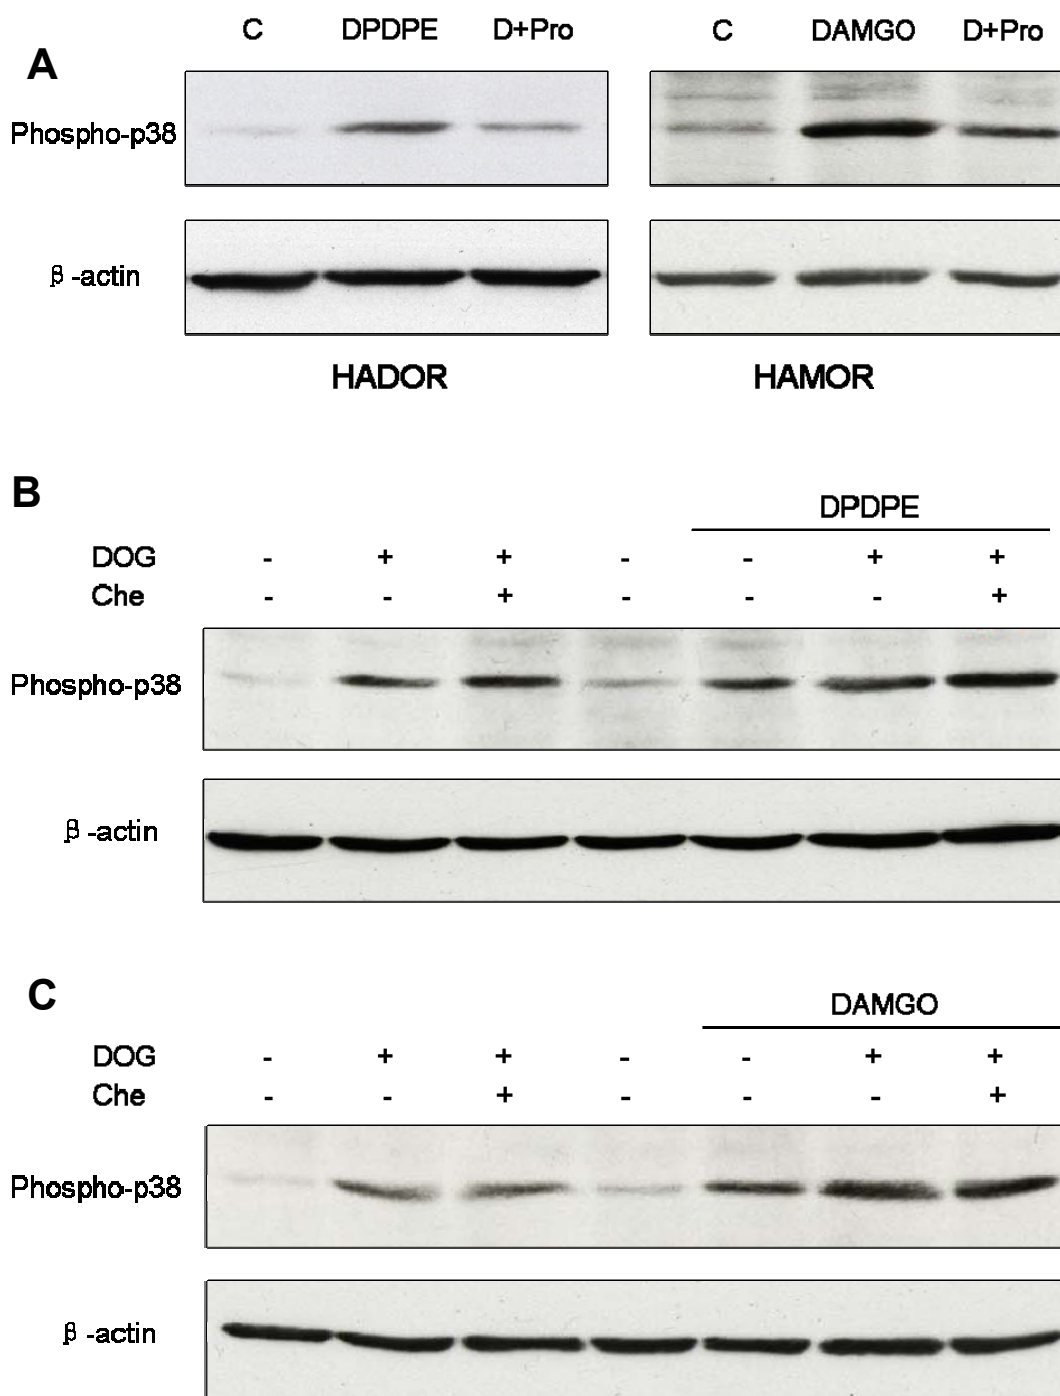 A
C DPDPE D+Pro C DAMGO D+Pro
Phospho-p38
β-actin
HADOR HAMOR
B
DPDPE
DOG - + + - - + +
Che - - + - - - +
Phospho-p38
β-actin
C
DAMGO
DOG - + + - - + +
Che - - + - - - +
Phospho-p38
β-actin